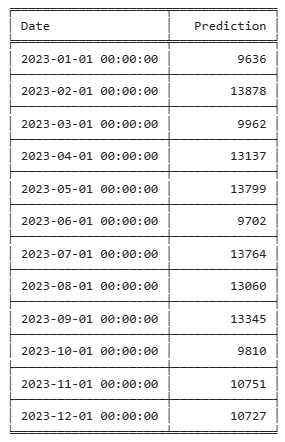 Date Prediction
2023-01-01 00:00:00 9636
2023-02-01 00:00:00 13878
2023-03-01 00:00:00 9962
2023-04-01 00:00:00 13137
2023-05-01 00:00:00 13799
2023-06-01 00:00:00 9702
2023-07-01 00:00:00 13764
2023-08-01 00:00:00 13060
2023-09-01 00:00:00 13345
2023-10-01 00:00:00 9810
2023-11-01 00:00:00 10751
2023-12-01 00:00:00 10727